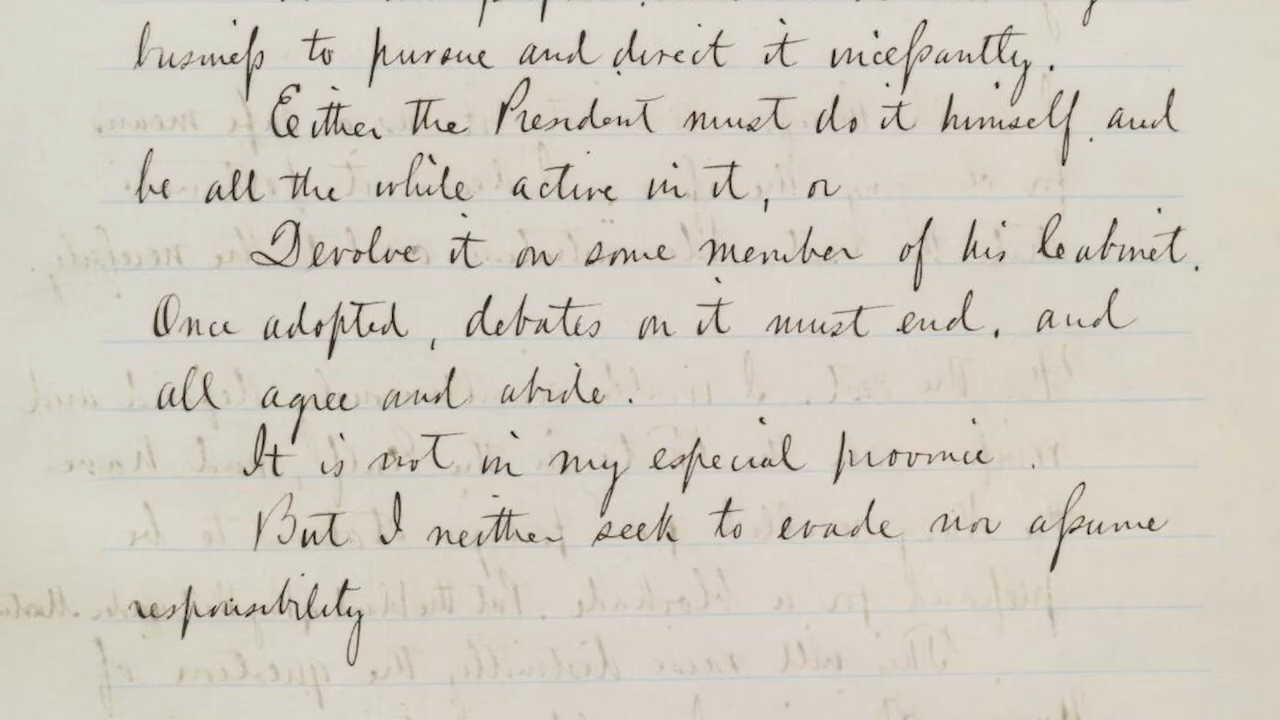 business to pursue and direct it incessantly.
Either the President must do it himself, and
be all the while active in it, or
Devolve it on some member of his Cabinet.
Once adopted, debates on it must end, and
all agree and abide.
It is not in my especial province.
But I neither seek to evade nor assume
responsibility